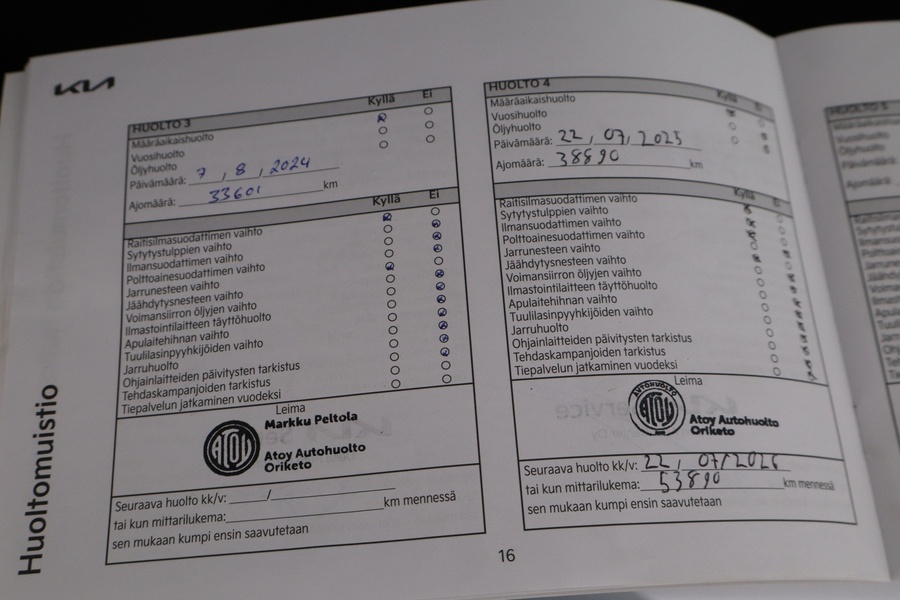 KIA
Huoltomuistio
HUOLTO 3
Kyllä Ei
Määräaikaishuolto
Vuosihuolto
Öljyhuolto
Päivämäärä: 7, 8, 2024
Ajomäärä: 33601 km
Kyllä Ei
Raitisilmasuodattimen vaihto
Sytytystulppien vaihto
Ilmansuodattimen vaihto
Polttoainesuodattimen vaihto
Jarrunesteen vaihto
Jäähdytysnesteen vaihto
Voimansiirron öljyjen vaihto
Ilmastointilaitteen täyttöhuolto
Apulaitehihnan vaihto
Tuulilasinpyyhkijöiden vaihto
Jarruhuolto
Ohjainlaitteiden päivitysten tarkistus
Tehdaskampanjoiden tarkistus
Tiepalvelun jatkaminen vuodeksi
Leima
Markku Peltola
ATOY
Atoy Autohuolto
Oriketo
Seuraava huolto kk/v: /
tai kun mittarilukema: km mennessä
sen mukaan kumpi ensin saavutetaan
HUOLTO 4
Kyllä Ei
Määräaikaishuolto
Vuosihuolto
Öljyhuolto
Päivämäärä: 22, 07, 2025
Ajomäärä: 38890 km
Kyllä Ei
Raitisilmasuodattimen vaihto
Sytytystulppien vaihto
Ilmansuodattimen vaihto
Polttoainesuodattimen vaihto
Jarrunesteen vaihto
Jäähdytysnesteen vaihto
Voimansiirron öljyjen vaihto
Ilmastointilaitteen täyttöhuolto
Apulaitehihnan vaihto
Tuulilasinpyyhkijöiden vaihto
Jarruhuolto
Ohjainlaitteiden päivitysten tarkistus
Tehdaskampanjoiden tarkistus
Tiepalvelun jatkaminen vuodeksi
Leima
AUTOHUOLTO
ATOY
Atoy Autohuolto
Oriketo
Seuraava huolto kk/v: 22, 07/2026
tai kun mittarilukema: 53890 km mennessä
sen mukaan kumpi ensin saavutetaan
16
HUOLTO 5